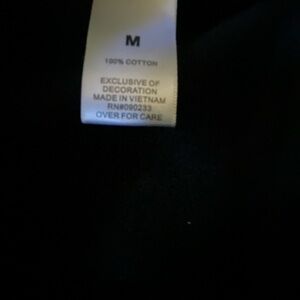 M
100% COTTON
EXCLUSIVE OF
DECORATION
MADE IN VIETNAM
RN#090233
OVER FOR CARE